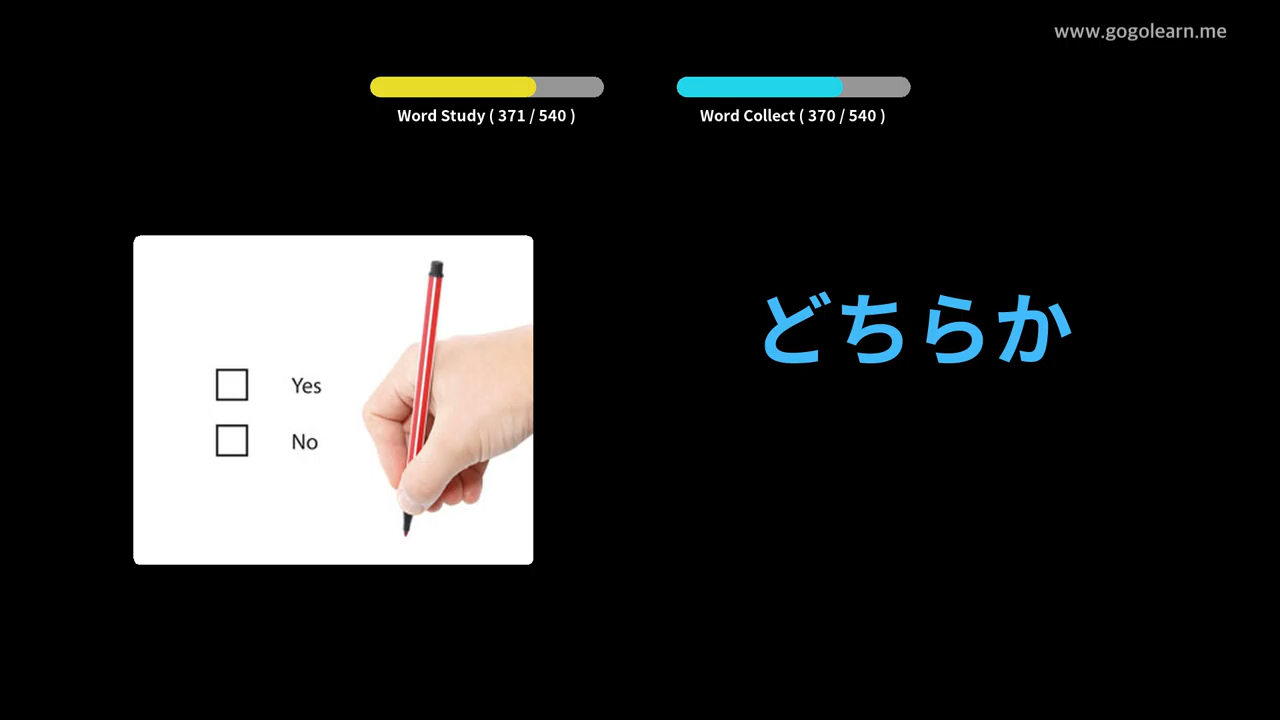 www.gogolearn.me
Word Study ( 371 / 540 )
Word Collect ( 370 / 540 )
どちらか
Yes
No